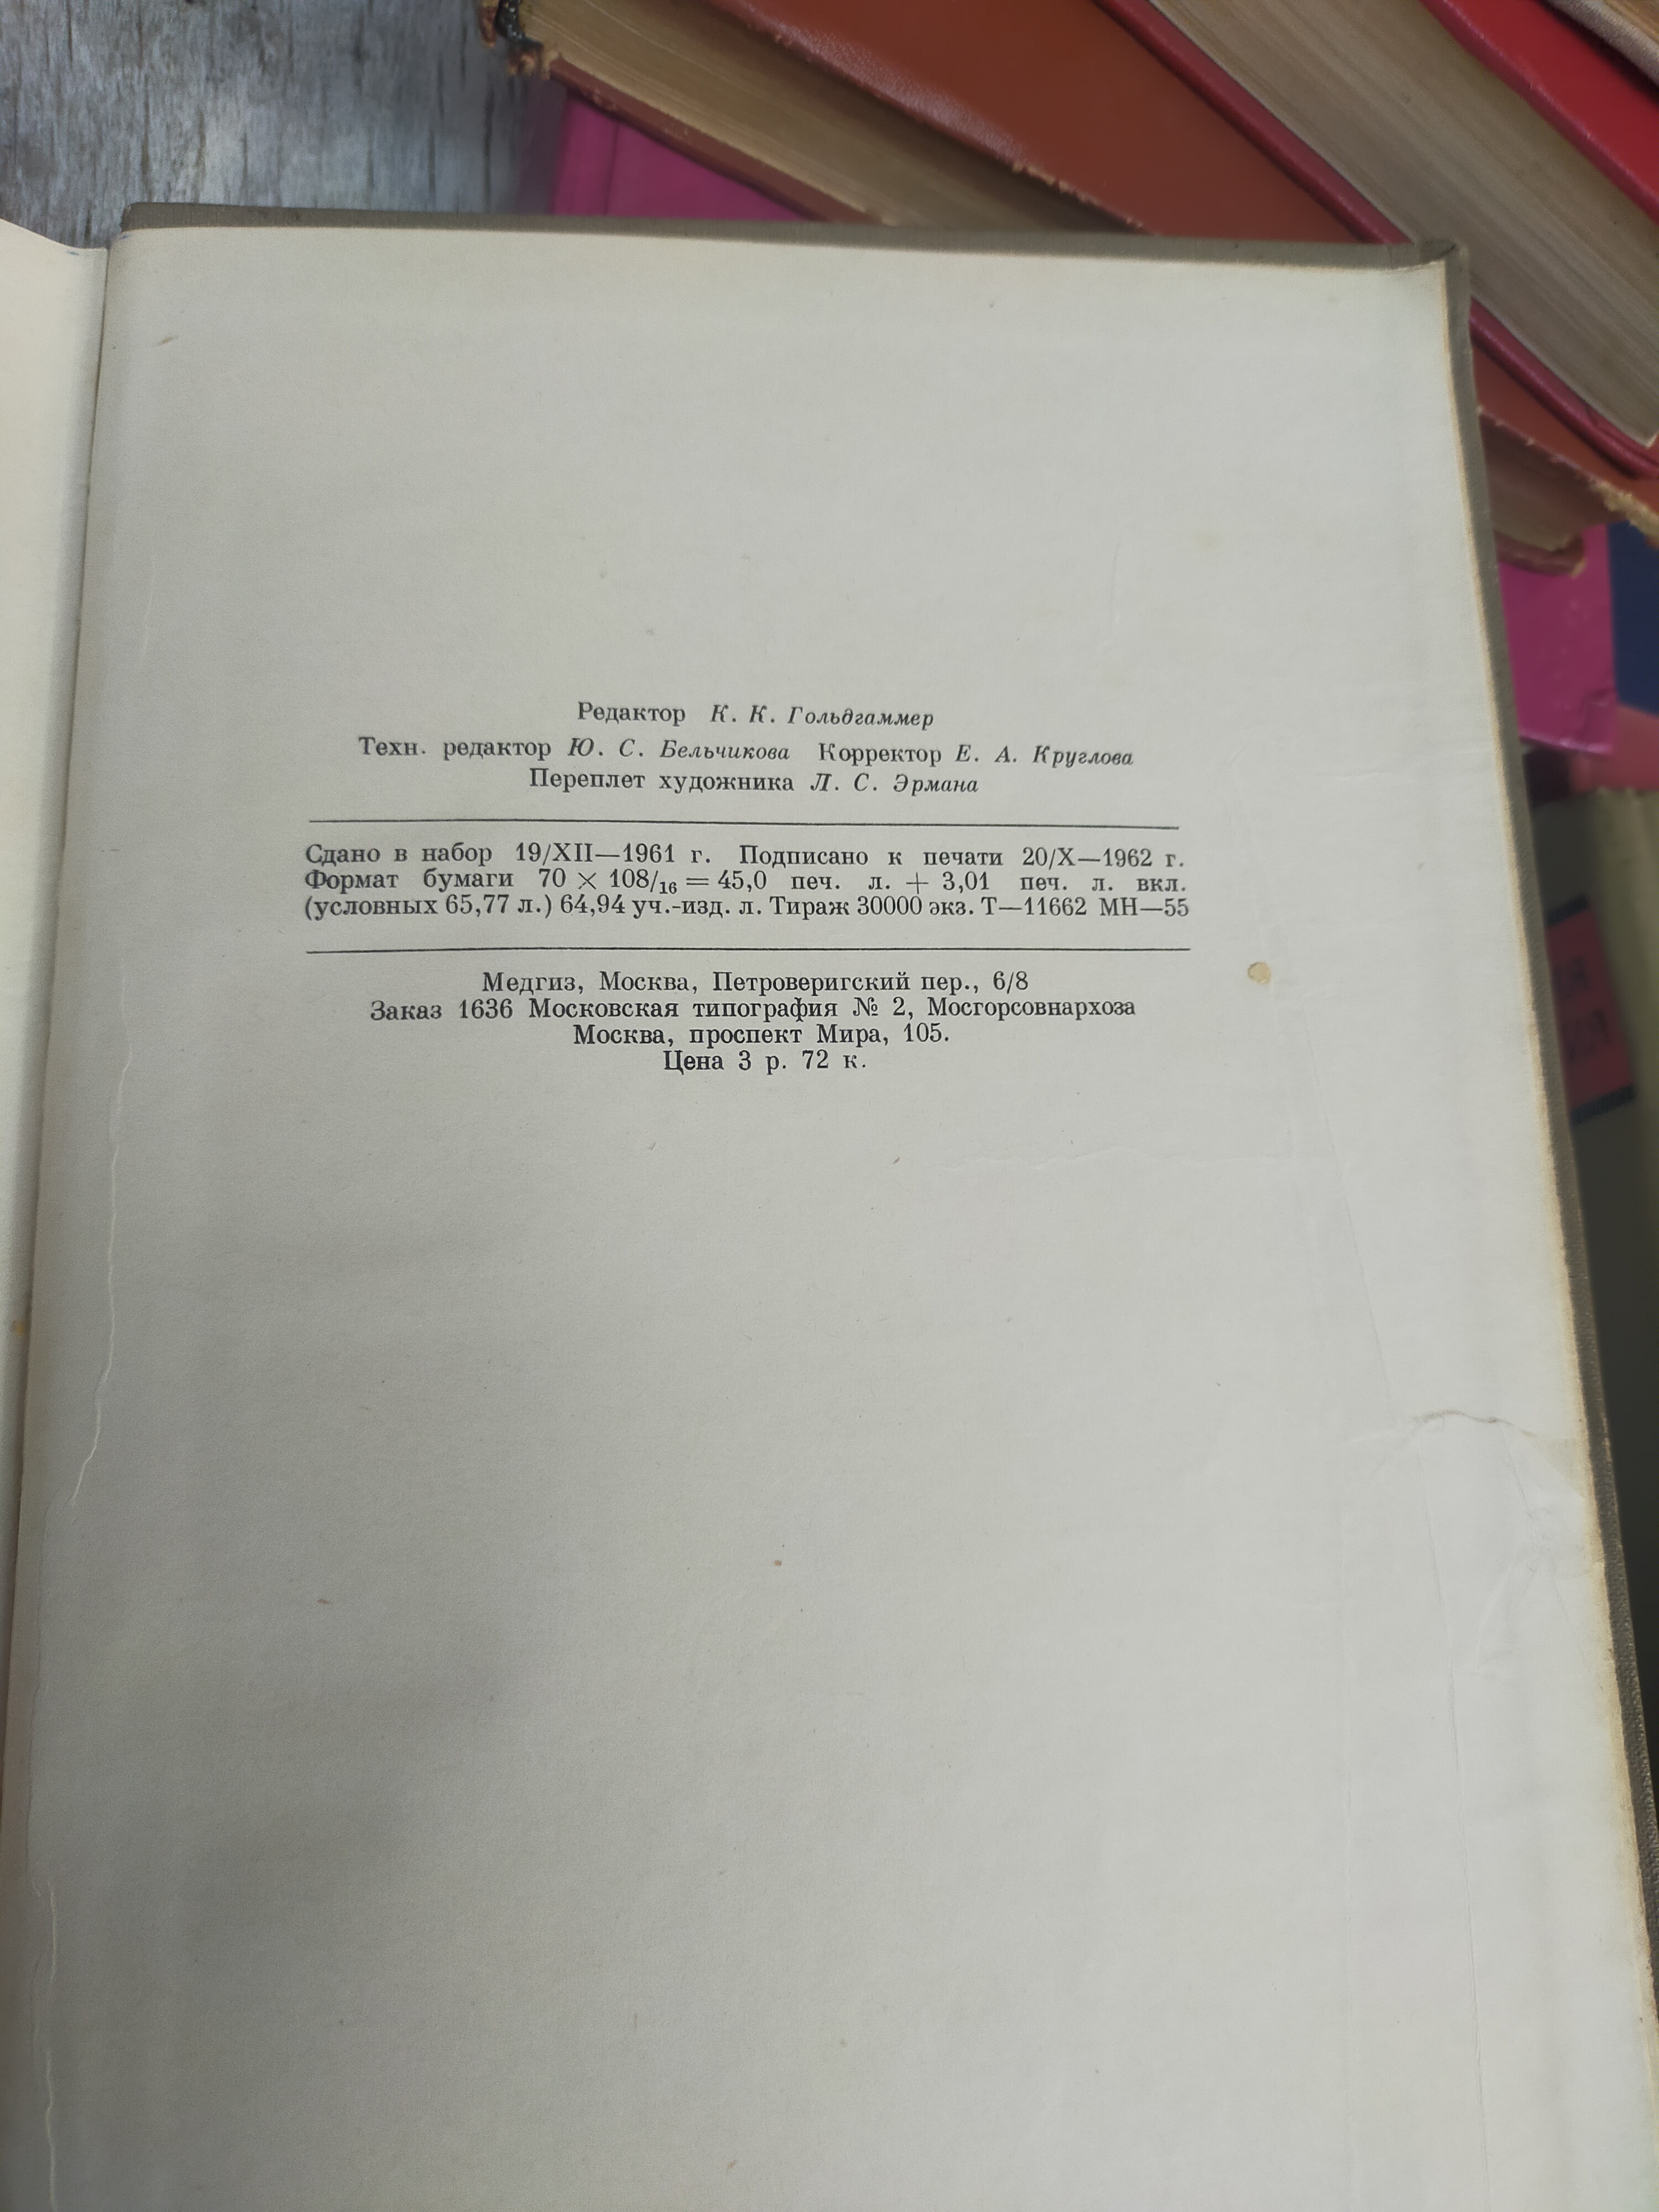 Редактор К. К. Гольдгаммер
Техн. редактор Ю. С. Бельчикова Корректор Е. А. Круглова
Переплет художника Л. С. Эрмана
Сдано в набор 19/XII—1961 г. Подписано к печати 20/X—1962 г.
Формат бумаги 70 × 108/₁₆ = 45,0 печ. л. + 3,01 печ. л. вкл.
(условных 65,77 л.) 64,94 уч.-изд. л. Тираж 30000 экз. Т—11662 МН—55
Медгиз, Москва, Петроверигский пер., 6/8
Заказ 1636 Московская типография № 2, Мосгорсовнархоза
Москва, проспект Мира, 105.
Цена 3 р. 72 к.